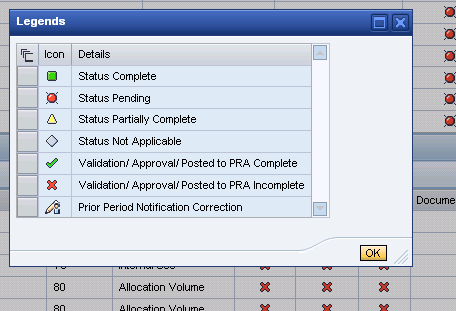 Legends
Icon Details
Status Complete
Status Pending
Status Partially Complete
Status Not Applicable
Validation/ Approval/ Posted to PRA Complete
Validation/ Approval/ Posted to PRA Incomplete
Prior Period Notification Correction
Docume
OK
80 Allocation Volume
80 Allocation Volume